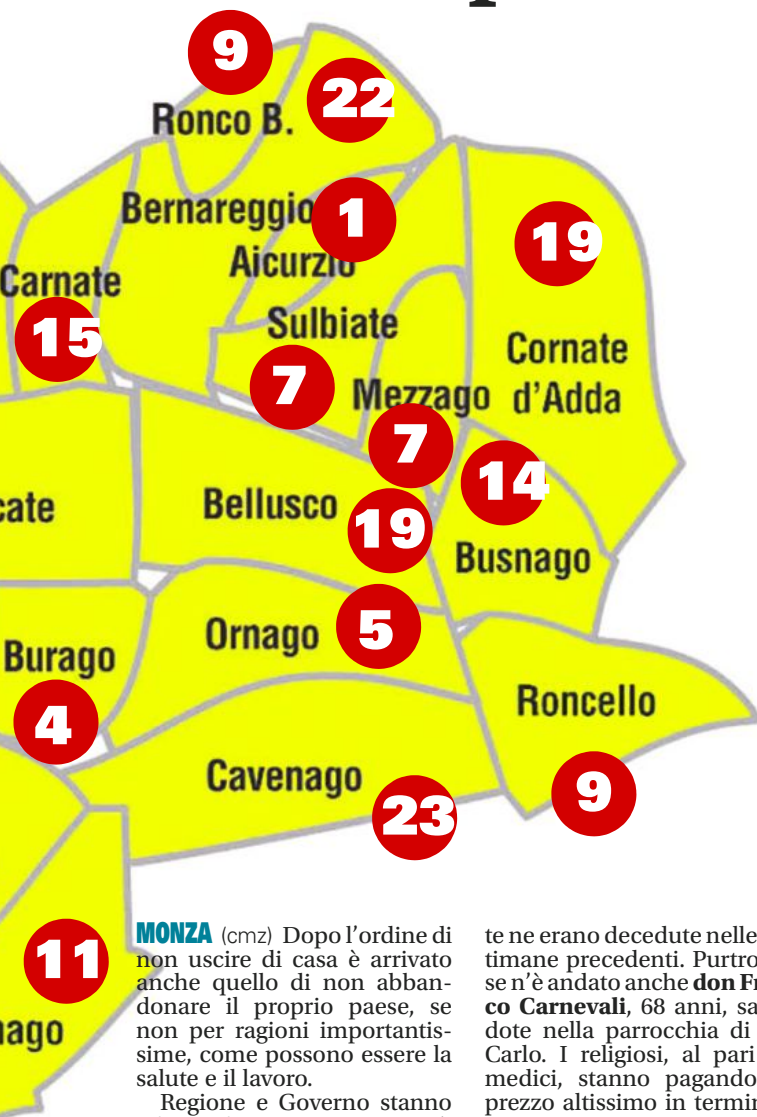 9
22
Ronco B.
Bernareggio
1
19
Aicurzio
Carnate
15
Sulbiate
Cornate
d'Adda
7
Mezzago
7
14
cate
Bellusco
19
Busnago
Ornago
5
Burago
4
Roncello
Cavenago
9
23
11
nago
MONZA (cmz) Dopo l'ordine di
non uscire di casa è arrivato
anche quello di non abban-
donare il proprio paese, se
non per ragioni importantis-
sime, come possono essere la
salute e il lavoro.
Regione e Governo stanno
te ne erano decedute nelle
timane precedenti. Purtro
se n'è andato anche don Fr
co Carnevali, 68 anni, sa
dote nella parrocchia di
Carlo. I religiosi, al pari
medici, stanno pagando
prezzo altissimo in termin